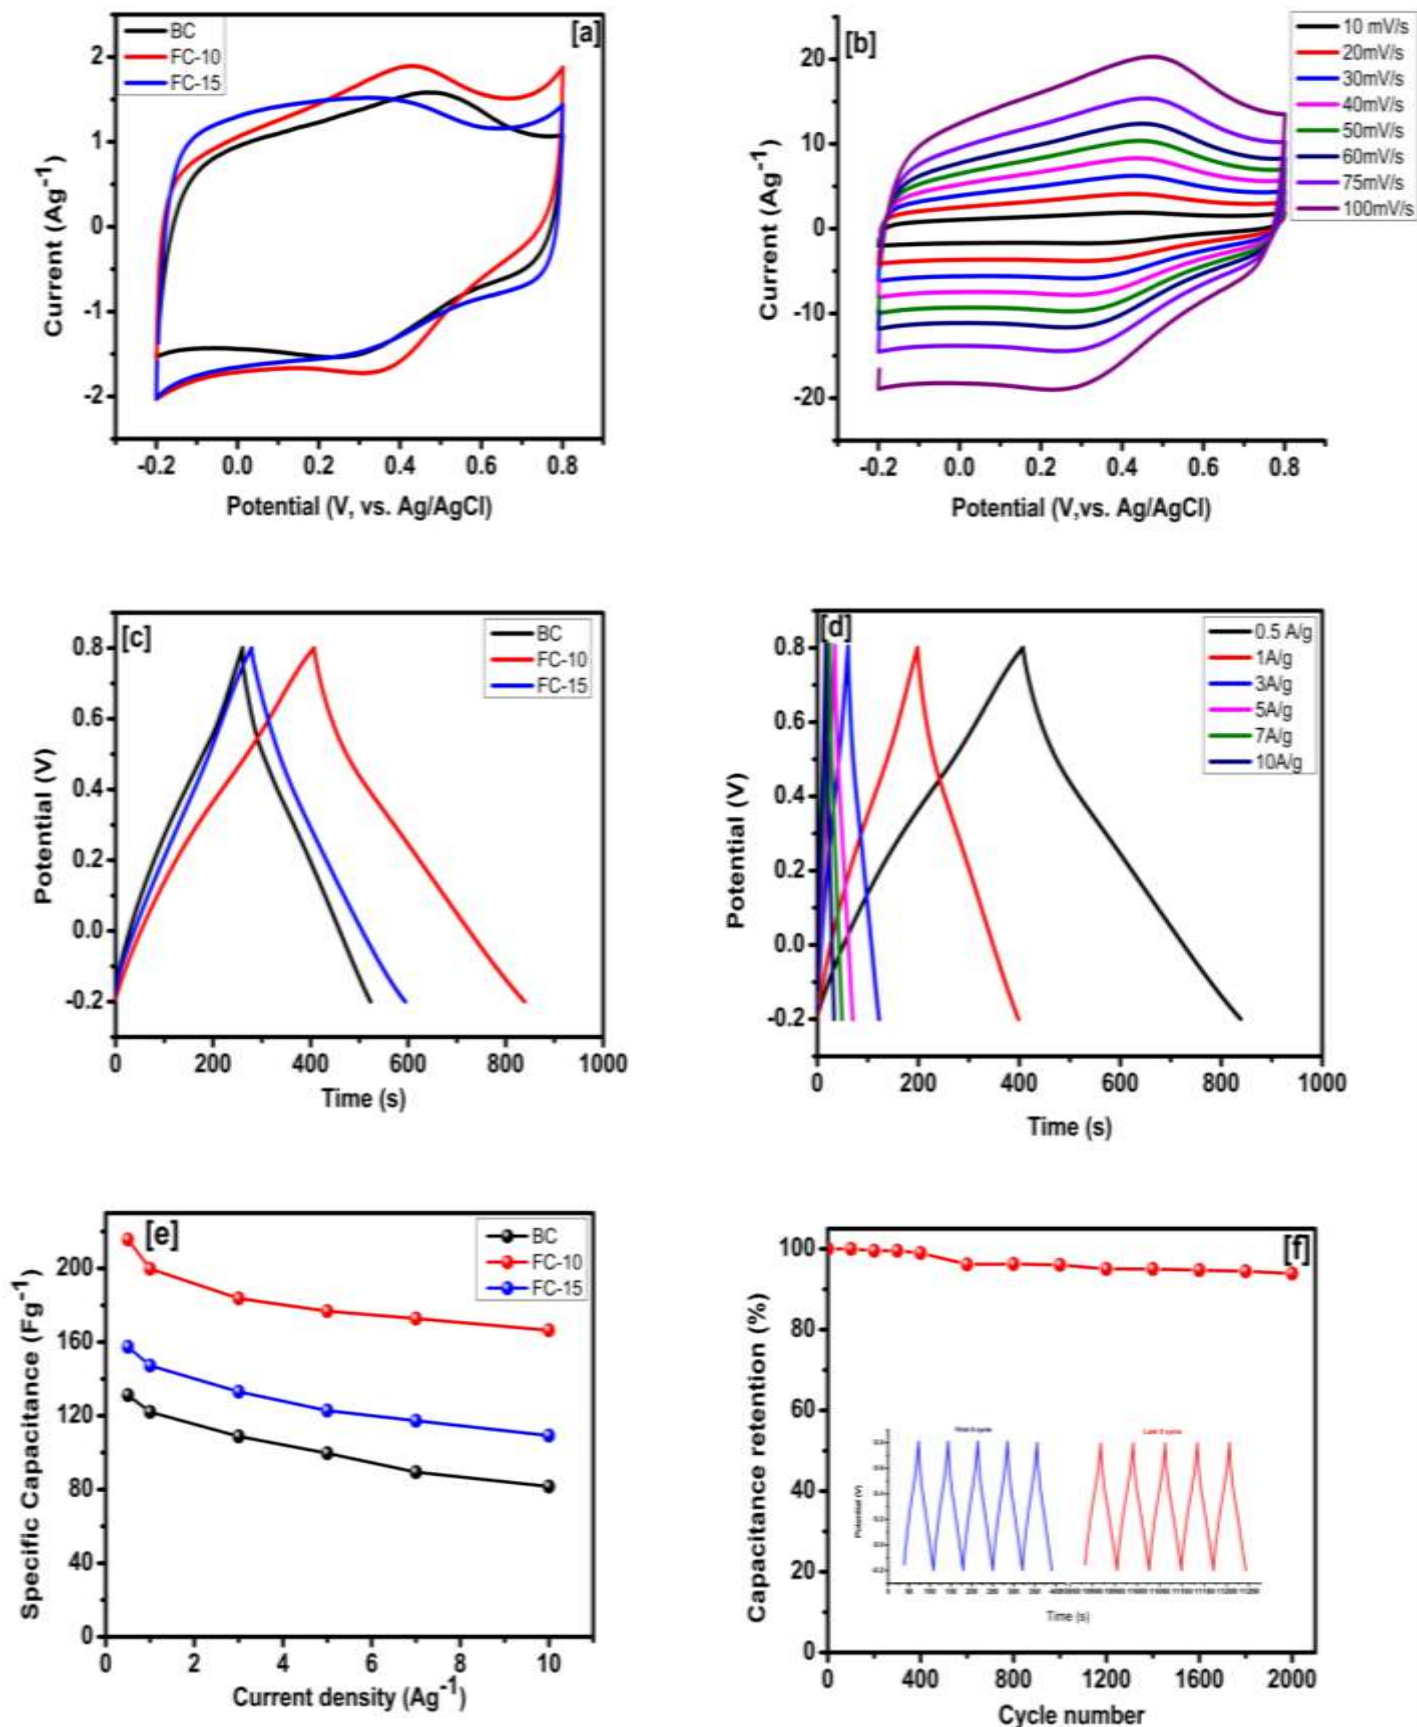 [a]
BC
FC-10
FC-15
2
1
0
-1
-2
Current (Ag⁻¹)
-0.2 0.0 0.2 0.4 0.6 0.8
Potential (V, vs. Ag/AgCl)
[b]
10 mV/s
20mV/s
30mV/s
40mV/s
50mV/s
60mV/s
75mV/s
100mV/s
20
10
0
-10
-20
Current (Ag⁻¹)
-0.2 0.0 0.2 0.4 0.6 0.8
Potential (V,vs. Ag/AgCl)
[c]
BC
FC-10
FC-15
0.8
0.6
0.4
0.2
0.0
-0.2
Potential (V)
0 200 400 600 800 1000
Time (s)
[d]
0.5 A/g
1A/g
3A/g
5A/g
7A/g
10A/g
0.8
0.6
0.4
0.2
0.0
-0.2
Potential (V)
0 200 400 600 800 1000
Time (s)
[e]
BC
FC-10
FC-15
200
160
120
80
40
0
Specific Capacitance (Fg⁻¹)
0 2 4 6 8 10
Current density (Ag⁻¹)
[f]
100
80
60
40
20
0
Capacitance retention (%)
Last 5 cycle
Potential (V)
Time (s)
0 400 800 1200 1600 2000
Cycle number